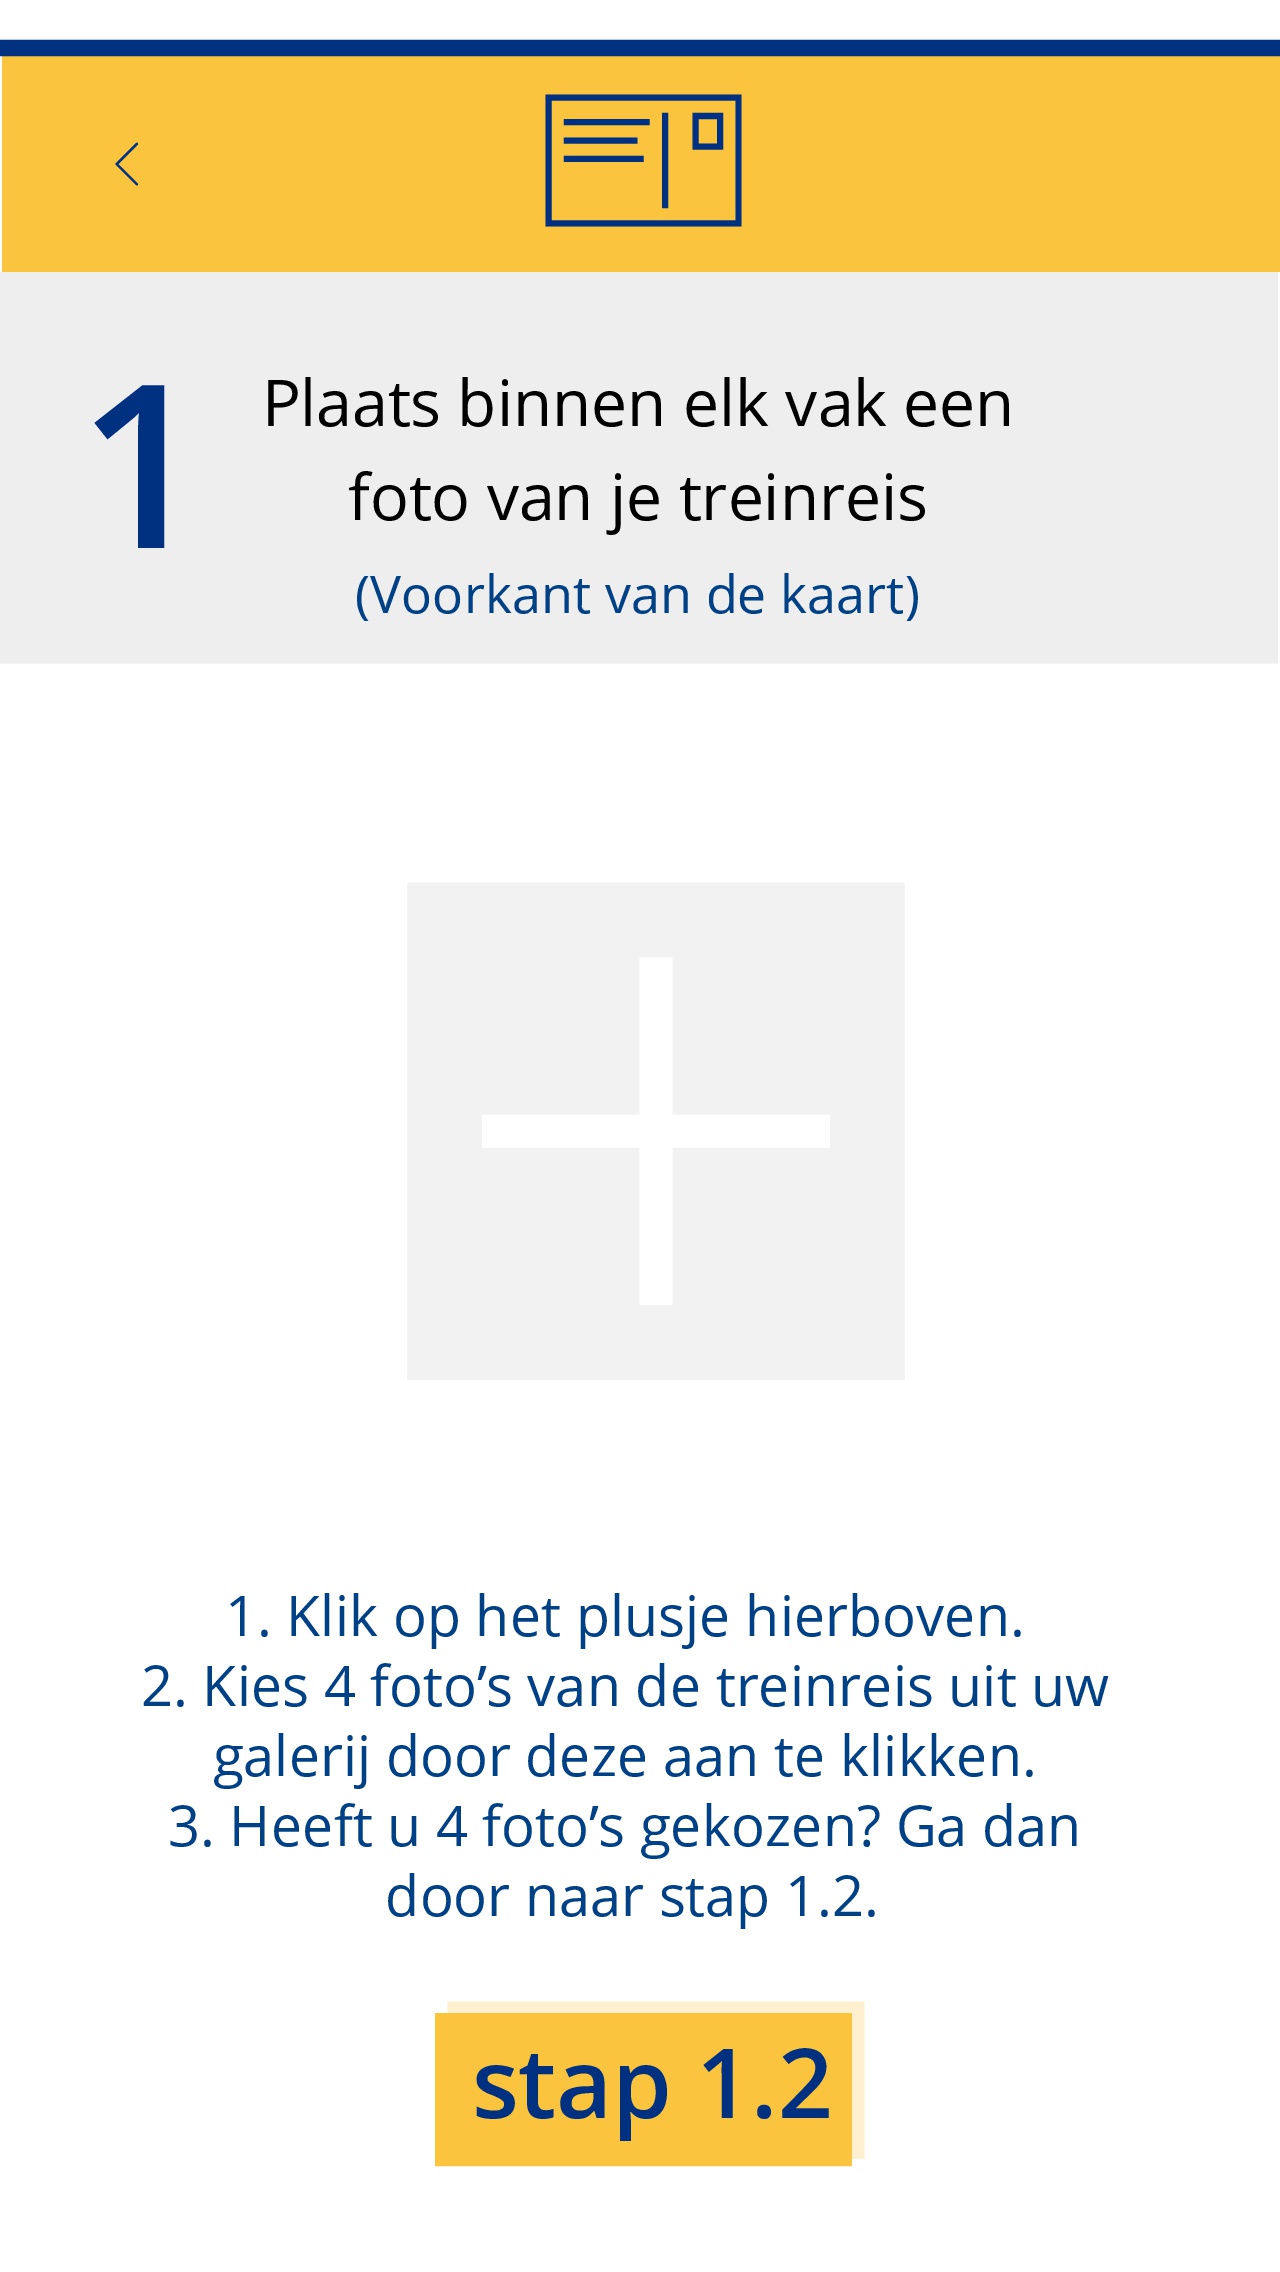 1
Plaats binnen elk vak een
foto van je treinreis
(Voorkant van de kaart)
1. Klik op het plusje hierboven.
2. Kies 4 foto’s van de treinreis uit uw
galerij door deze aan te klikken.
3. Heeft u 4 foto’s gekozen? Ga dan
door naar stap 1.2.
stap 1.2